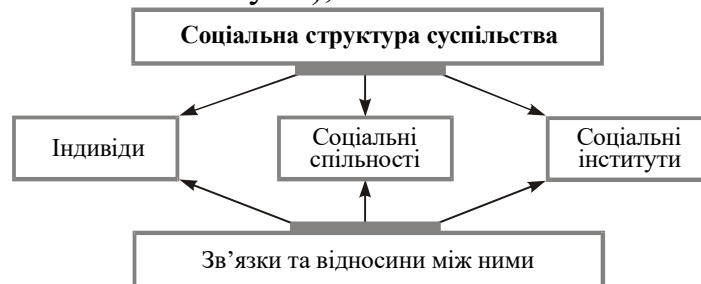 Соціальна структура суспільства
Індивіди
Соціальні
спільності
Соціальні
інститути
Зв’язки та відносини між ними